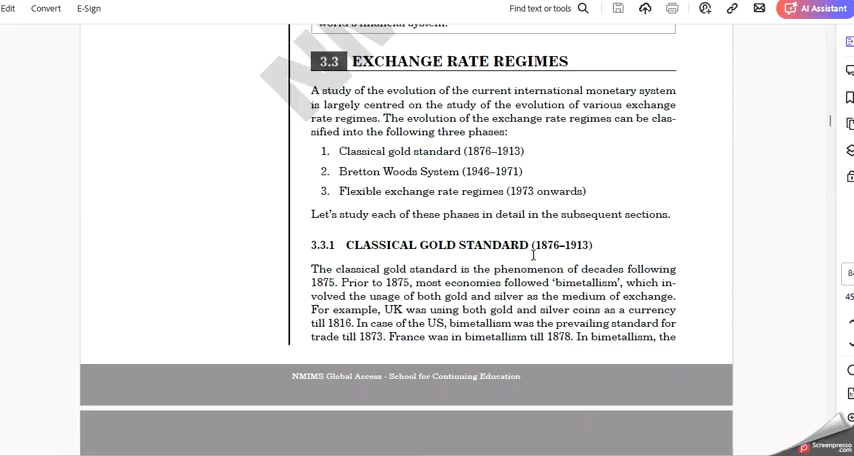 Edit Convert E-Sign Find text or tools AI Assistant
world's financial system.
3.3 EXCHANGE RATE REGIMES
A study of the evolution of the current international monetary system
is largely centred on the study of the evolution of various exchange
rate regimes. The evolution of the exchange rate regimes can be clas-
sified into the following three phases:
1. Classical gold standard (1876–1913)
2. Bretton Woods System (1946–1971)
3. Flexible exchange rate regimes (1973 onwards)
Let's study each of these phases in detail in the subsequent sections.
3.3.1 CLASSICAL GOLD STANDARD (1876–1913)
The classical gold standard is the phenomenon of decades following
1875. Prior to 1875, most economies followed 'bimetallism', which in-
volved the usage of both gold and silver as the medium of exchange.
For example, UK was using both gold and silver coins as a currency
till 1816. In case of the US, bimetallism was the prevailing standard for
trade till 1873. France was in bimetallism till 1878. In bimetallism, the
NMIMS Global Access - School for Continuing Education
Screenpresso
.com